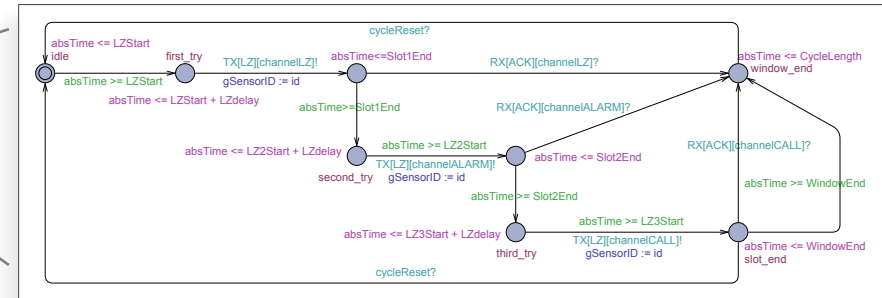 cycleReset?
absTime <= LZStart
idle
first_try
TX[LZ][channelLZ]!
absTime<=Slot1End
RX[ACK][channelLZ]?
absTime <= CycleLength
window_end
absTime >= LZStart
gSensorID := id
absTime <= LZStart + LZdelay
absTime>=Slot1End
RX[ACK][channelALARM]?
absTime <= LZ2Start + LZdelay
absTime >= LZ2Start
RX[ACK][channelCALL]?
TX[LZ][channelALARM]!
absTime <= Slot2End
second_try
gSensorID := id
absTime >= WindowEnd
absTime >= Slot2End
absTime <= LZ3Start + LZdelay
absTime >= LZ3Start
TX[LZ][channelCALL]!
absTime <= WindowEnd
third_try
gSensorID := id
slot_end
cycleReset?